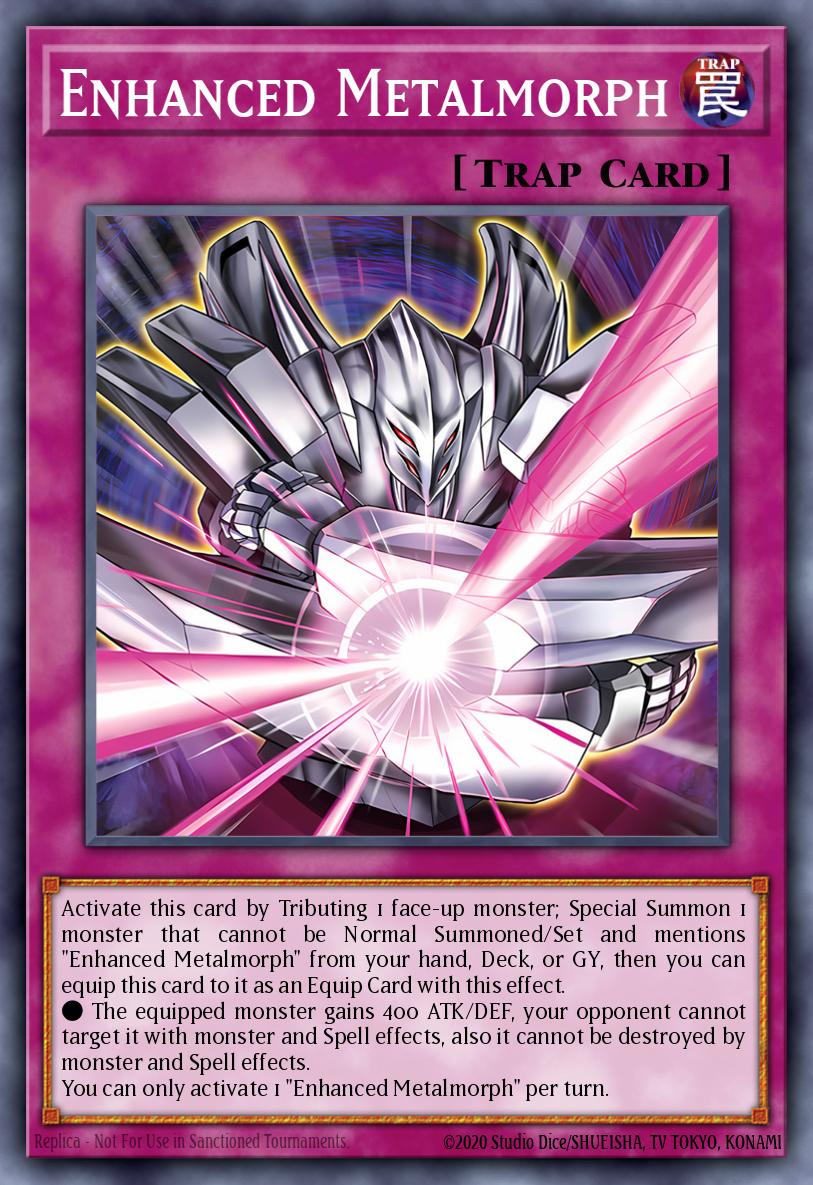 Enhanced Metalmorph
TRAP
罠
[Trap Card]
Activate this card by Tributing 1 face-up monster; Special Summon 1
monster that cannot be Normal Summoned/Set and mentions
"Enhanced Metalmorph" from your hand, Deck, or GY, then you can
equip this card to it as an Equip Card with this effect.
● The equipped monster gains 400 ATK/DEF, your opponent cannot
target it with monster and Spell effects, also it cannot be destroyed by
monster and Spell effects.
You can only activate 1 "Enhanced Metalmorph" per turn.
Replica - Not For Use in Sanctioned Tournaments.
©2020 Studio Dice/SHUEISHA, TV TOKYO, KONAMI